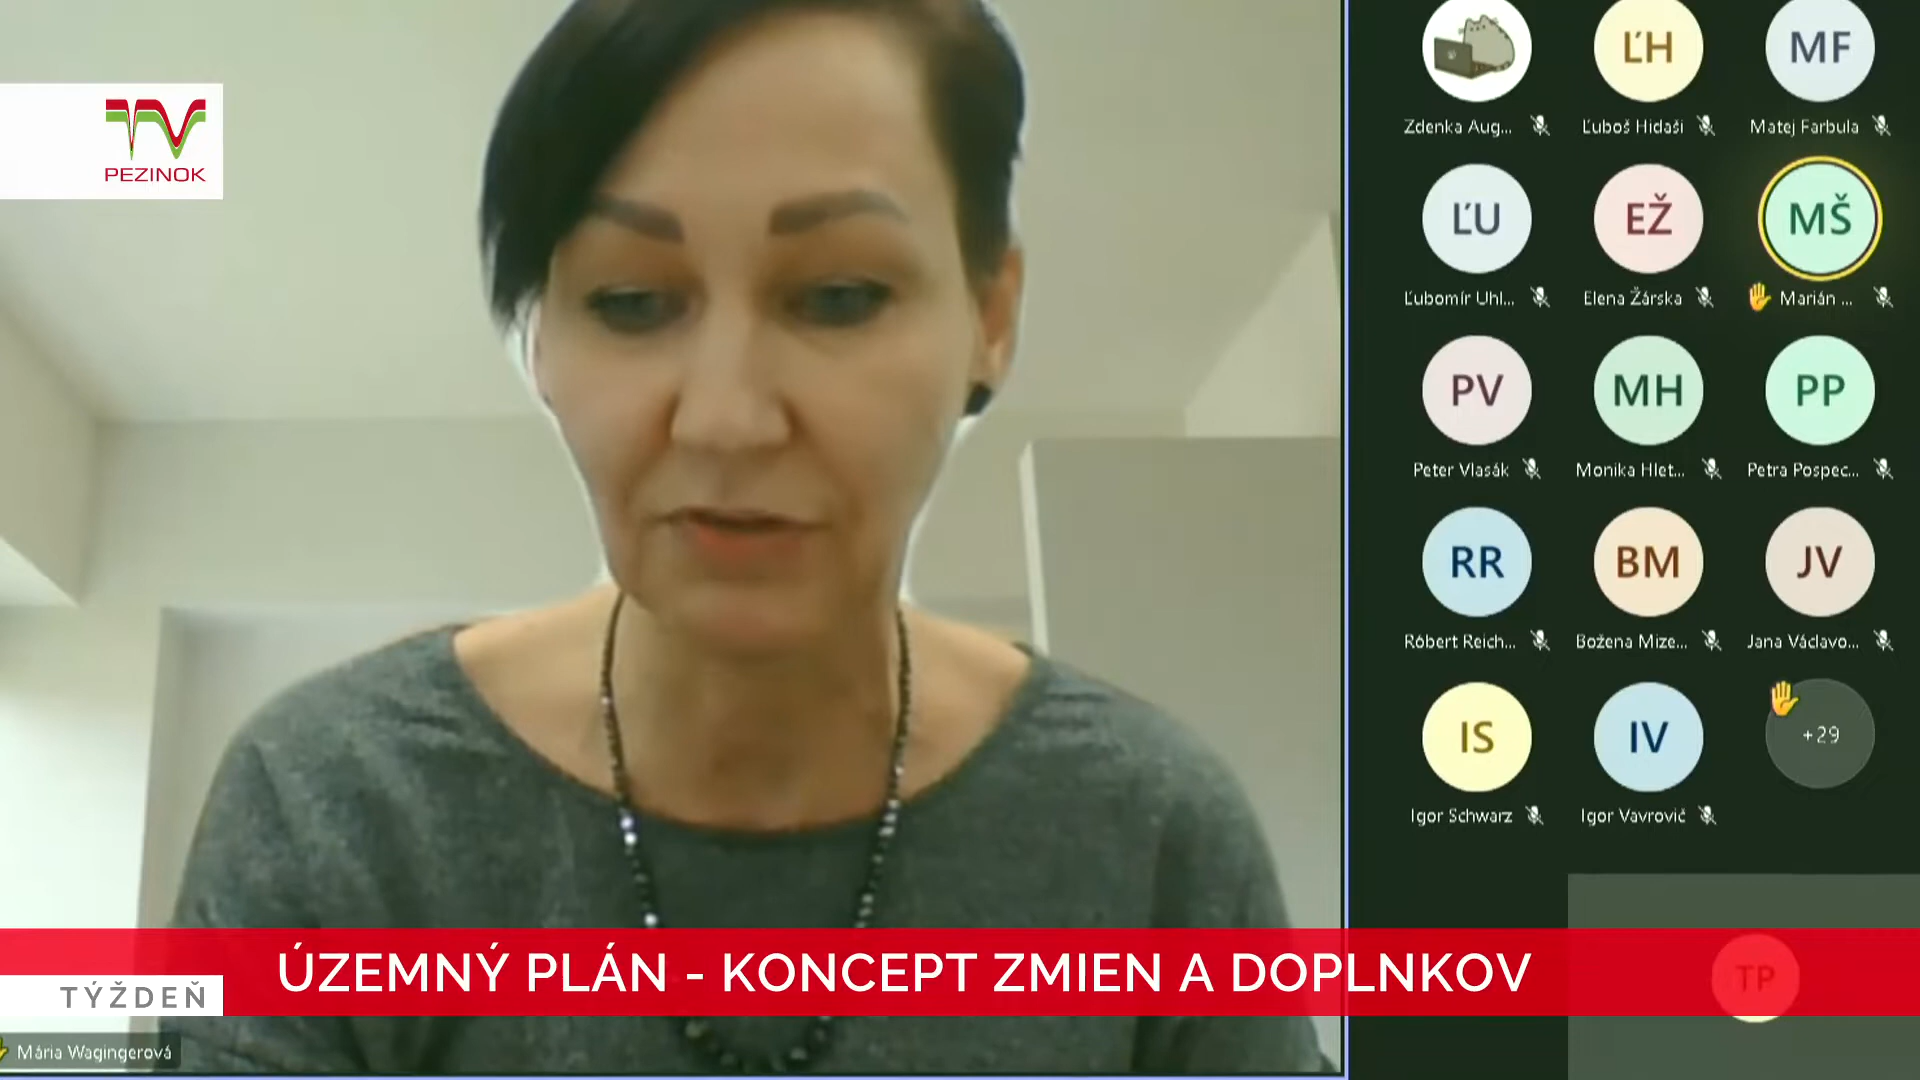 TV
PEZINOK
ĽH
MF
Zdenka Aug...
Ľuboš Hidaši
Matej Farbula
ĽU
EŽ
MŠ
Ľubomír Uhl...
Elena Žárska
Marián ...
PV
MH
PP
Peter Vlasák
Monika Hlet...
Petra Pospec...
RR
BM
JV
Róbert Reich...
Božena Mize...
Jana Václavo...
IS
IV
+29
Igor Schwarz
Igor Vavrovič
ÚZEMNÝ PLÁN - KONCEPT ZMIEN A DOPLNKOV
TP
TÝŽDEŇ
Mária Wagingerová